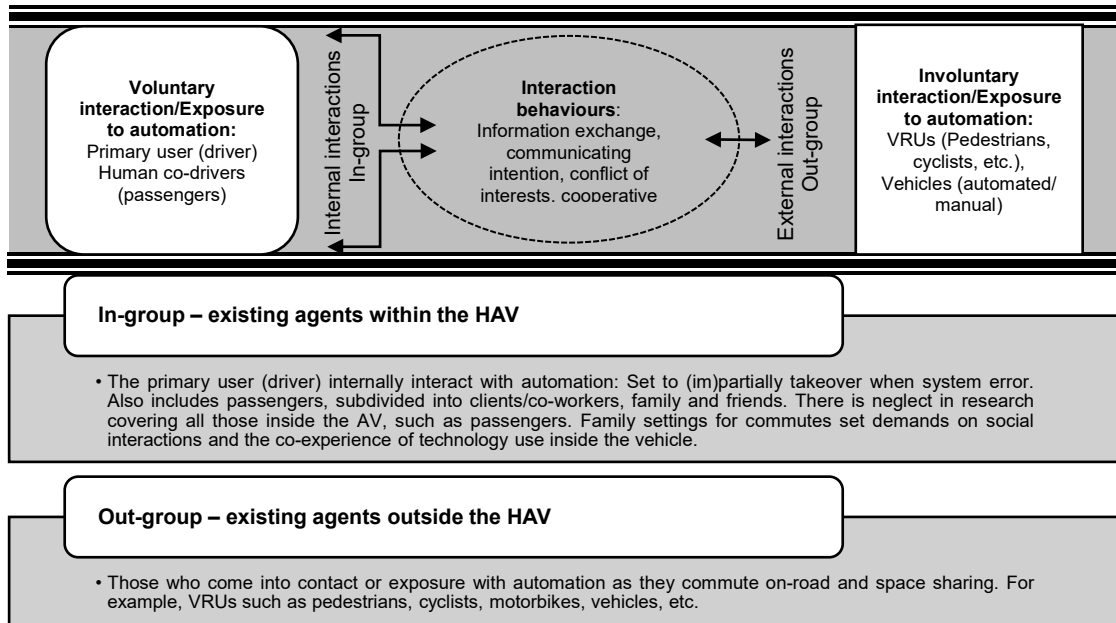 Voluntary
interaction/Exposure
to automation:
Primary user (driver)
Human co-drivers
(passengers)
Internal interactions
In-group
Interaction
behaviours:
Information exchange,
communicating
intention, conflict of
interests, cooperative
External interactions
Out-group
Involuntary
interaction/Exposure
to automation:
VRUs (Pedestrians,
cyclists, etc.),
Vehicles (automated/
manual)
In-group – existing agents within the HAV
• The primary user (driver) internally interact with automation: Set to (im)partially takeover when system error.
Also includes passengers, subdivided into clients/co-workers, family and friends. There is neglect in research
covering all those inside the AV, such as passengers. Family settings for commutes set demands on social
interactions and the co-experience of technology use inside the vehicle.
Out-group – existing agents outside the HAV
• Those who come into contact or exposure with automation as they commute on-road and space sharing. For
example, VRUs such as pedestrians, cyclists, motorbikes, vehicles, etc.